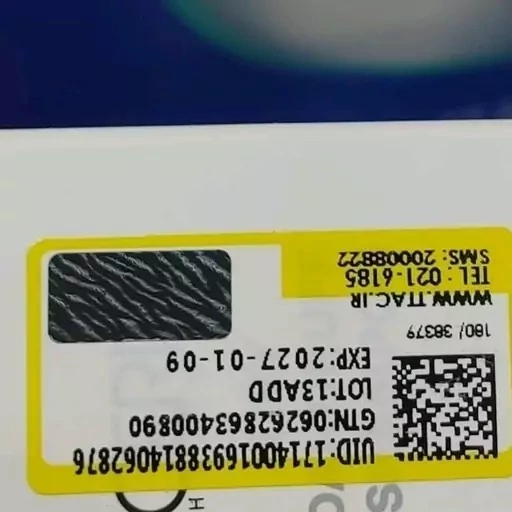 UID:17140016938814062876
GTN:06262863400890
LOT:13ADD
EXP:2027-01-09
180/ 38379
WWW.TTAC.IR
TEL : 021-6185
SMS: 20008822